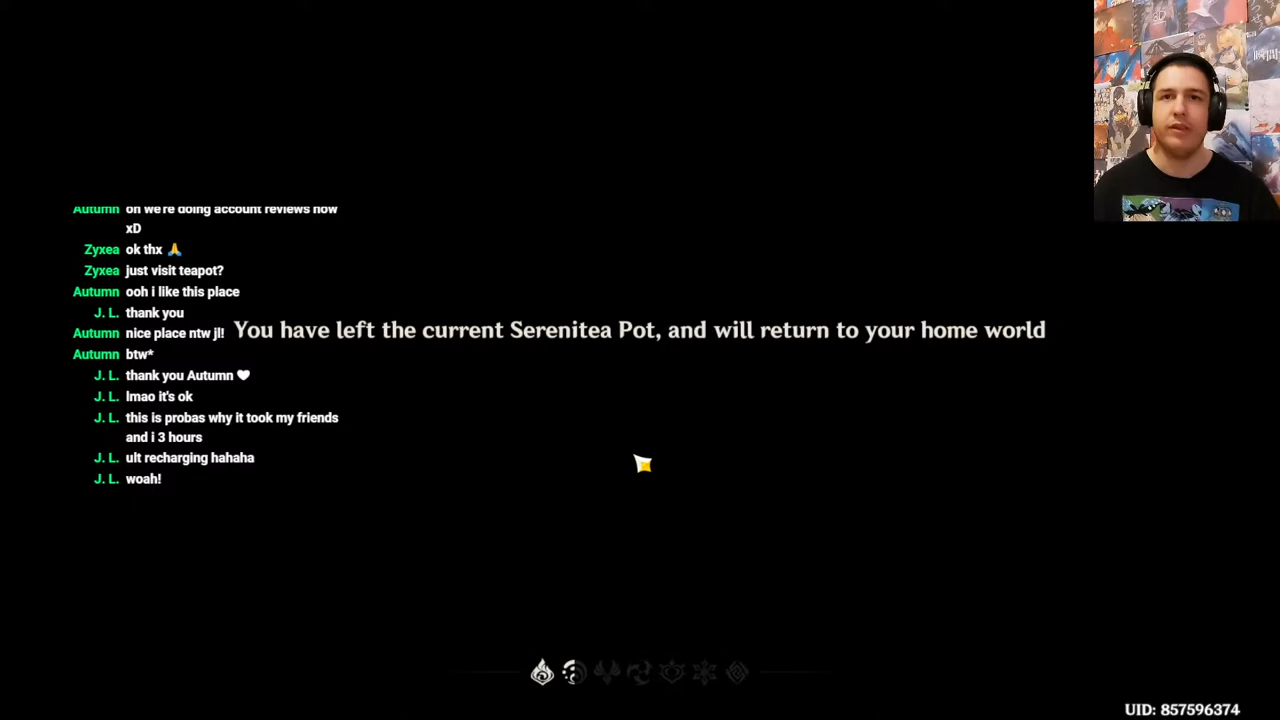 Autumn on we're doing account reviews now
xD
Zyxea ok thx 🙏
Zyxea just visit teapot?
Autumn ooh i like this place
J. L. thank you
Autumn nice place ntw jl!
You have left the current Serenitea Pot, and will return to your home world
Autumn btw*
J. L. thank you Autumn 🤍
J. L. lmao it's ok
J. L. this is probas why it took my friends
and i 3 hours
J. L. ult recharging hahaha
J. L. woah!
UID: 857596374